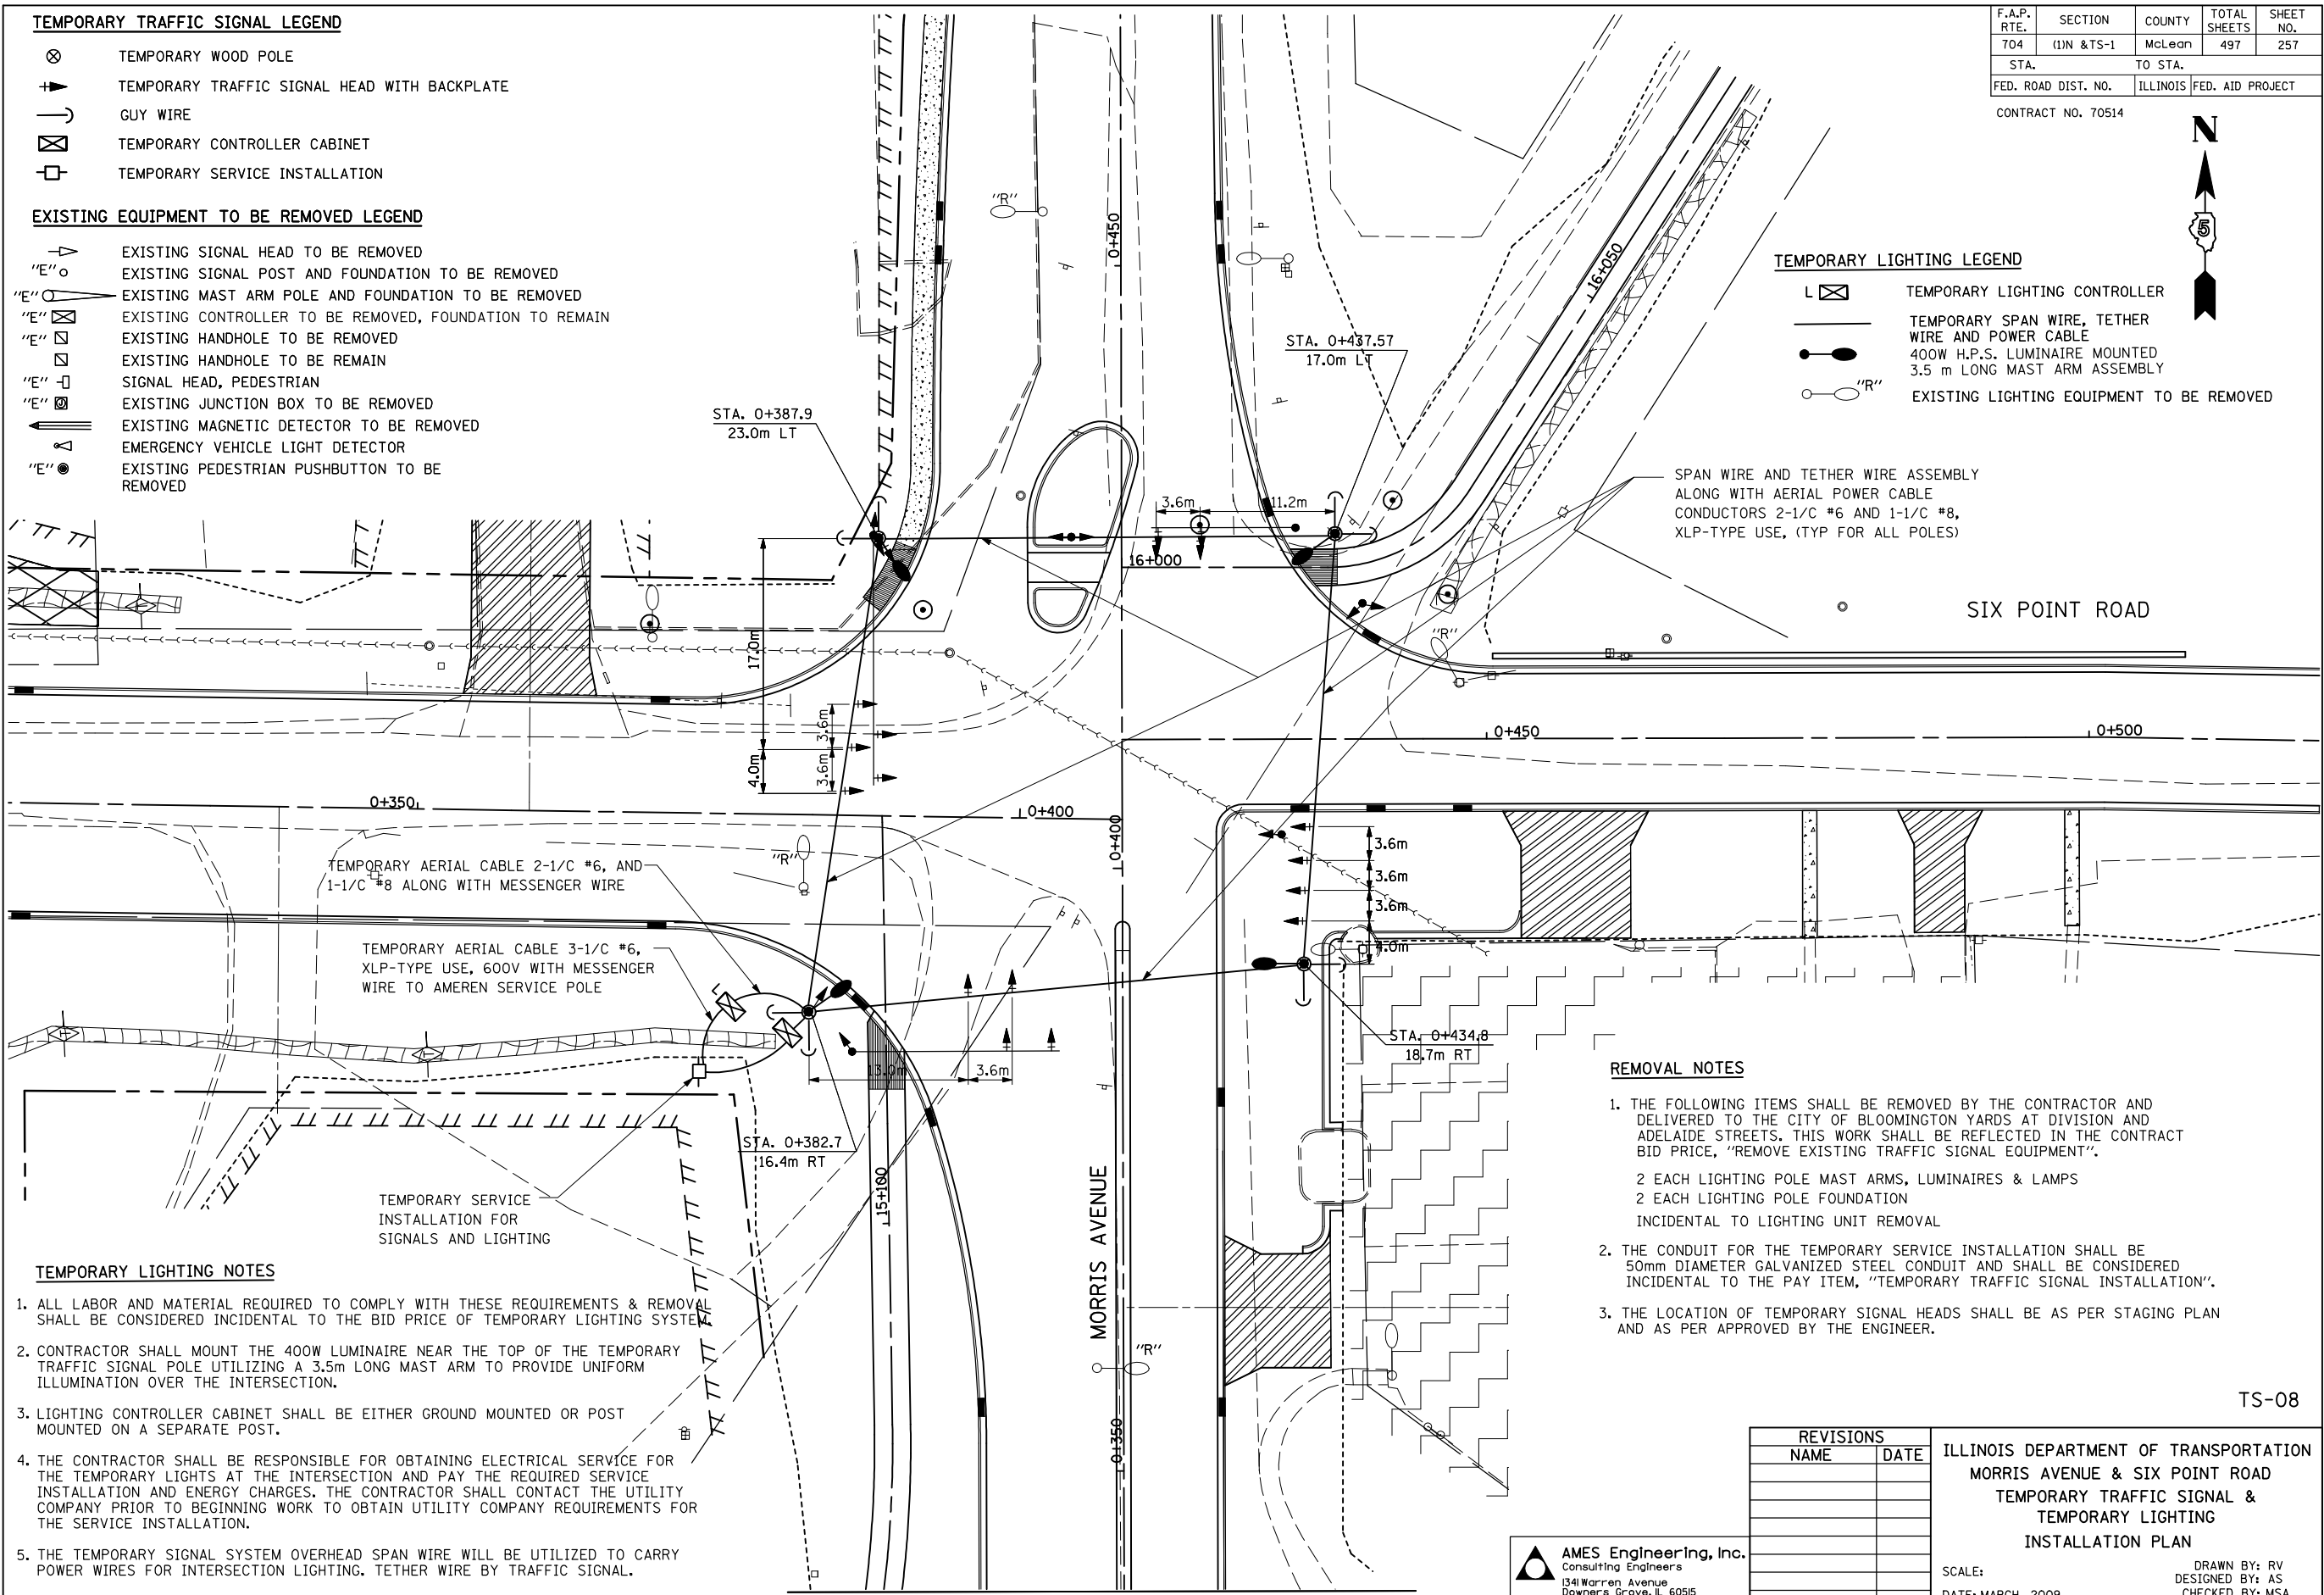 TEMPORARY TRAFFIC SIGNAL LEGEND
TEMPORARY WOOD POLE
TEMPORARY TRAFFIC SIGNAL HEAD WITH BACKPLATE
GUY WIRE
TEMPORARY CONTROLLER CABINET
TEMPORARY SERVICE INSTALLATION
EXISTING EQUIPMENT TO BE REMOVED LEGEND
EXISTING SIGNAL HEAD TO BE REMOVED
"E" EXISTING SIGNAL POST AND FOUNDATION TO BE REMOVED
"E" EXISTING MAST ARM POLE AND FOUNDATION TO BE REMOVED
"E" EXISTING CONTROLLER TO BE REMOVED, FOUNDATION TO REMAIN
"E" EXISTING HANDHOLE TO BE REMOVED
EXISTING HANDHOLE TO BE REMAIN
"E" SIGNAL HEAD, PEDESTRIAN
"E" EXISTING JUNCTION BOX TO BE REMOVED
EXISTING MAGNETIC DETECTOR TO BE REMOVED
EMERGENCY VEHICLE LIGHT DETECTOR
"E" EXISTING PEDESTRIAN PUSHBUTTON TO BE
REMOVED
F.A.P. RTE. SECTION COUNTY TOTAL SHEETS SHEET NO.
704 (1)N &TS-1 McLean 497 257
STA. TO STA.
FED. ROAD DIST. NO. ILLINOIS FED. AID PROJECT
CONTRACT NO. 70514
N
5
TEMPORARY LIGHTING LEGEND
L TEMPORARY LIGHTING CONTROLLER
TEMPORARY SPAN WIRE, TETHER
WIRE AND POWER CABLE
400W H.P.S. LUMINAIRE MOUNTED
3.5 m LONG MAST ARM ASSEMBLY
"R" EXISTING LIGHTING EQUIPMENT TO BE REMOVED
"R"
0+450
16+050
STA. 0+437.57
17.0m LT
STA. 0+387.9
23.0m LT
SPAN WIRE AND TETHER WIRE ASSEMBLY
ALONG WITH AERIAL POWER CABLE
CONDUCTORS 2-1/C #6 AND 1-1/C #8,
XLP-TYPE USE, (TYP FOR ALL POLES)
3.6m
11.2m
16+000
SIX POINT ROAD
"R"
17.0m
3.6m
4.0m
3.6m
0+450
0+500
0+350
0+400
0+400
"R"
3.6m
3.6m
3.6m
4.0m
TEMPORARY AERIAL CABLE 2-1/C #6, AND
1-1/C #8 ALONG WITH MESSENGER WIRE
TEMPORARY AERIAL CABLE 3-1/C #6,
XLP-TYPE USE, 600V WITH MESSENGER
WIRE TO AMEREN SERVICE POLE
L
13.0m
3.6m
STA. 0+434.8
18.7m RT
STA. 0+382.7
16.4m RT
15+100
TEMPORARY SERVICE
INSTALLATION FOR
SIGNALS AND LIGHTING
MORRIS AVENUE
"R"
0+350
REMOVAL NOTES
1. THE FOLLOWING ITEMS SHALL BE REMOVED BY THE CONTRACTOR AND
DELIVERED TO THE CITY OF BLOOMINGTON YARDS AT DIVISION AND
ADELAIDE STREETS. THIS WORK SHALL BE REFLECTED IN THE CONTRACT
BID PRICE, "REMOVE EXISTING TRAFFIC SIGNAL EQUIPMENT".
2 EACH LIGHTING POLE MAST ARMS, LUMINAIRES & LAMPS
2 EACH LIGHTING POLE FOUNDATION
INCIDENTAL TO LIGHTING UNIT REMOVAL
2. THE CONDUIT FOR THE TEMPORARY SERVICE INSTALLATION SHALL BE
50mm DIAMETER GALVANIZED STEEL CONDUIT AND SHALL BE CONSIDERED
INCIDENTAL TO THE PAY ITEM, "TEMPORARY TRAFFIC SIGNAL INSTALLATION".
3. THE LOCATION OF TEMPORARY SIGNAL HEADS SHALL BE AS PER STAGING PLAN
AND AS PER APPROVED BY THE ENGINEER.
TEMPORARY LIGHTING NOTES
1. ALL LABOR AND MATERIAL REQUIRED TO COMPLY WITH THESE REQUIREMENTS & REMOVAL
SHALL BE CONSIDERED INCIDENTAL TO THE BID PRICE OF TEMPORARY LIGHTING SYSTEM.
2. CONTRACTOR SHALL MOUNT THE 400W LUMINAIRE NEAR THE TOP OF THE TEMPORARY
TRAFFIC SIGNAL POLE UTILIZING A 3.5m LONG MAST ARM TO PROVIDE UNIFORM
ILLUMINATION OVER THE INTERSECTION.
3. LIGHTING CONTROLLER CABINET SHALL BE EITHER GROUND MOUNTED OR POST
MOUNTED ON A SEPARATE POST.
4. THE CONTRACTOR SHALL BE RESPONSIBLE FOR OBTAINING ELECTRICAL SERVICE FOR
THE TEMPORARY LIGHTS AT THE INTERSECTION AND PAY THE REQUIRED SERVICE
INSTALLATION AND ENERGY CHARGES. THE CONTRACTOR SHALL CONTACT THE UTILITY
COMPANY PRIOR TO BEGINNING WORK TO OBTAIN UTILITY COMPANY REQUIREMENTS FOR
THE SERVICE INSTALLATION.
5. THE TEMPORARY SIGNAL SYSTEM OVERHEAD SPAN WIRE WILL BE UTILIZED TO CARRY
POWER WIRES FOR INTERSECTION LIGHTING. TETHER WIRE BY TRAFFIC SIGNAL.
TS-08
REVISIONS
NAME DATE
ILLINOIS DEPARTMENT OF TRANSPORTATION
MORRIS AVENUE & SIX POINT ROAD
TEMPORARY TRAFFIC SIGNAL &
TEMPORARY LIGHTING
INSTALLATION PLAN
SCALE:
DRAWN BY: RV
DESIGNED BY: AS
DATE: MARCH, 2009
CHECKED BY: MSA
AMES Engineering, Inc.
Consulting Engineers
1341 Warren Avenue
Downers Grove, IL 60515